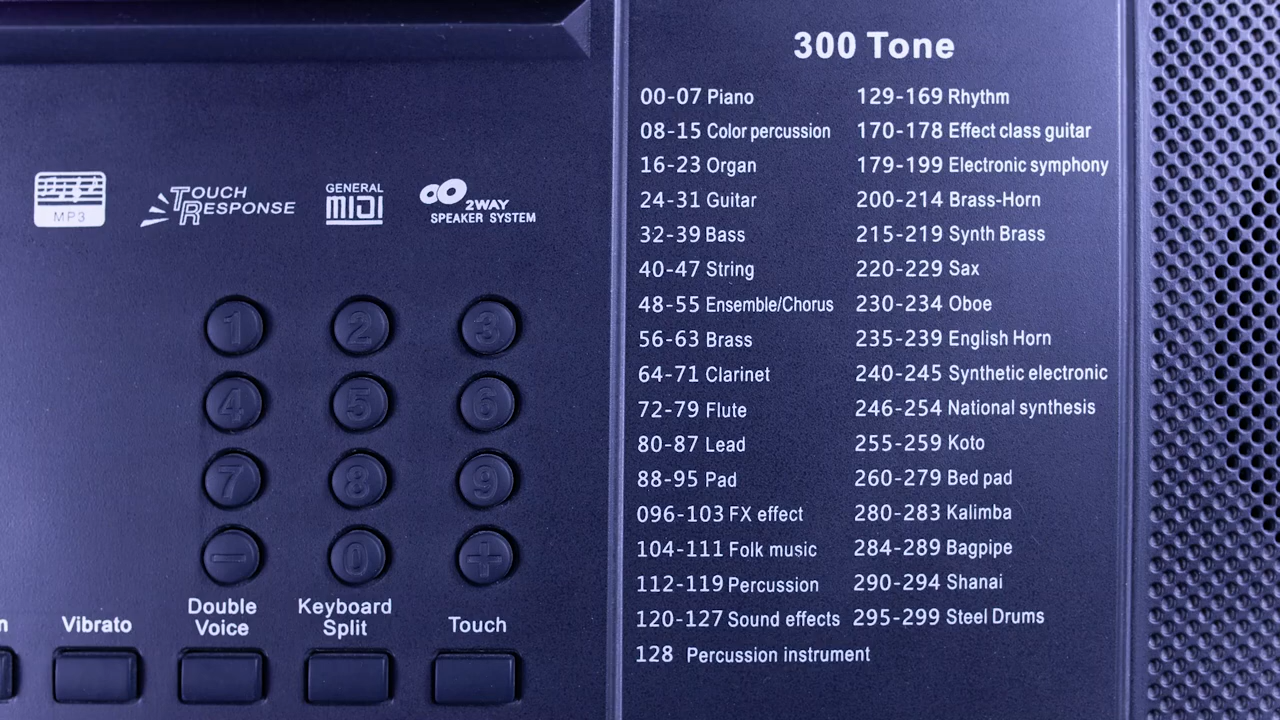 MP3
TOUCH RESPONSE
GENERAL MIDI
2WAY
SPEAKER SYSTEM
1 2 3
4 5 6
7 8 9
− 0 +
n
Vibrato
Double
Voice
Keyboard
Split
Touch
300 Tone
00-07 Piano
08-15 Color percussion
16-23 Organ
24-31 Guitar
32-39 Bass
40-47 String
48-55 Ensemble/Chorus
56-63 Brass
64-71 Clarinet
72-79 Flute
80-87 Lead
88-95 Pad
096-103 FX effect
104-111 Folk music
112-119 Percussion
120-127 Sound effects
128 Percussion instrument
129-169 Rhythm
170-178 Effect class guitar
179-199 Electronic symphony
200-214 Brass-Horn
215-219 Synth Brass
220-229 Sax
230-234 Oboe
235-239 English Horn
240-245 Synthetic electronic
246-254 National synthesis
255-259 Koto
260-279 Bed pad
280-283 Kalimba
284-289 Bagpipe
290-294 Shanai
295-299 Steel Drums